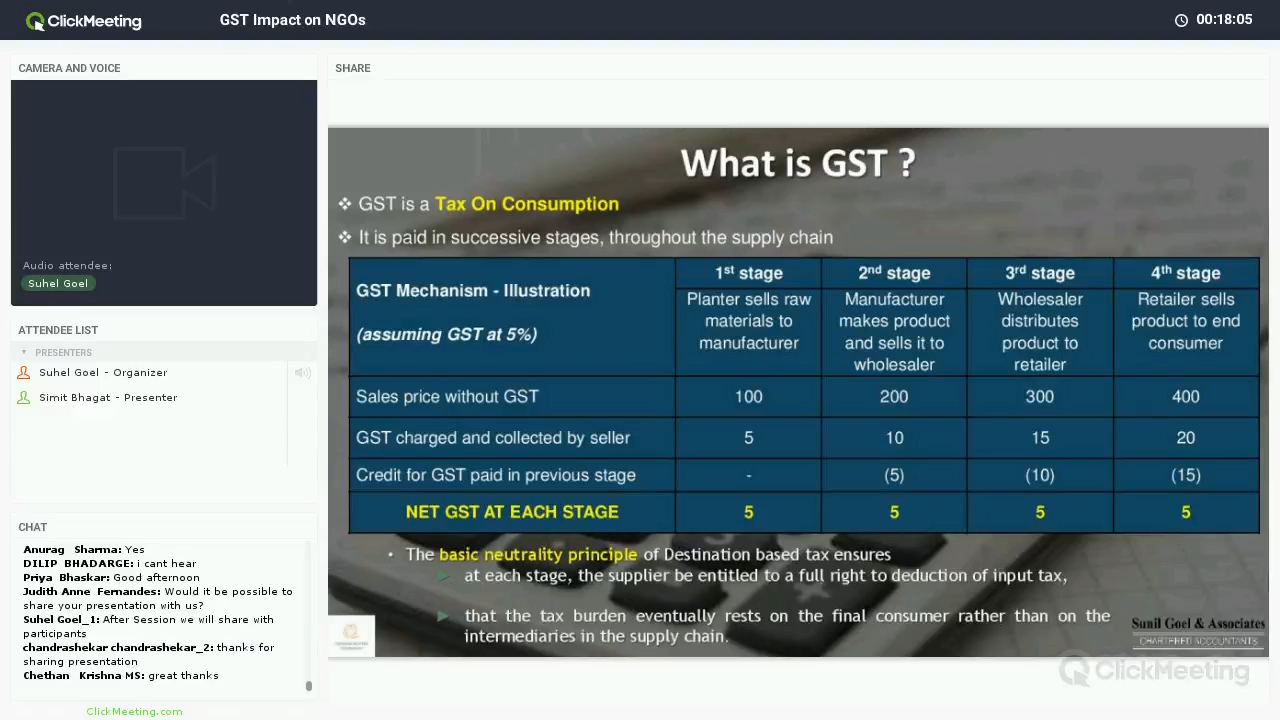 ClickMeeting
GST Impact on NGOs
00:18:05
CAMERA AND VOICE
Audio attendee:
Suhel Goel
ATTENDEE LIST
PRESENTERS
Suhel Goel - Organizer
Simit Bhagat - Presenter
CHAT
Anurag Sharma: Yes
DILIP BHADARGE: i cant hear
Priya Bhaskar: Good afternoon
Judith Anne Fernandes: Would it be possible to
share your presentation with us?
Suhel Goel_1: After Session we will share with
participants
chandrashekar chandrashekar_2: thanks for
sharing presentation
Chethan Krishna MS: great thanks
ClickMeeting.com
SHARE
What is GST ?
❖ GST is a Tax On Consumption
❖ It is paid in successive stages, throughout the supply chain
GST Mechanism - Illustration
(assuming GST at 5%)
1st stage
2nd stage
3rd stage
4th stage
Planter sells raw
materials to
manufacturer
Manufacturer
makes product
and sells it to
wholesaler
Wholesaler
distributes
product to
retailer
Retailer sells
product to end
consumer
Sales price without GST 100 200 300 400
GST charged and collected by seller 5 10 15 20
Credit for GST paid in previous stage - (5) (10) (15)
NET GST AT EACH STAGE 5 5 5 5
• The basic neutrality principle of Destination based tax ensures
at each stage, the supplier be entitled to a full right to deduction of input tax,
that the tax burden eventually rests on the final consumer rather than on the
intermediaries in the supply chain.
Sunil Goel & Associates
CHARTERED ACCOUNTANTS
ClickMeeting